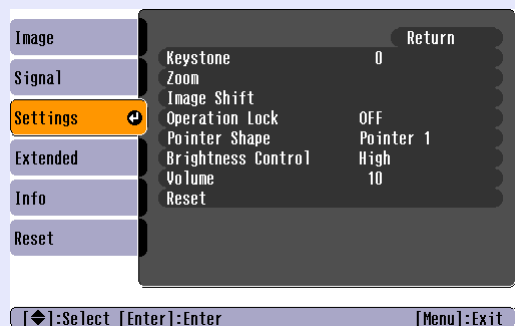 Image
Signal
Settings
Extended
Info
Reset
Return
Keystone 0
Zoom
Image Shift
Operation Lock OFF
Pointer Shape Pointer 1
Brightness Control High
Volume 10
Reset
[◆]:Select [Enter]:Enter [Menu]:Exit